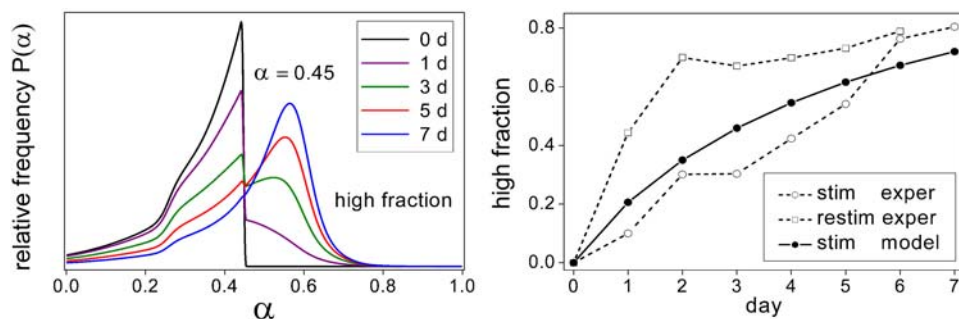 relative frequency P(α)
0 d
1 d
3 d
5 d
7 d
α = 0.45
high fraction
0.0 0.2 0.4 0.6 0.8 1.0
α
high fraction
0.8
0.6
0.4
0.2
0.0
stim exper
restim exper
stim model
0 1 2 3 4 5 6 7
day